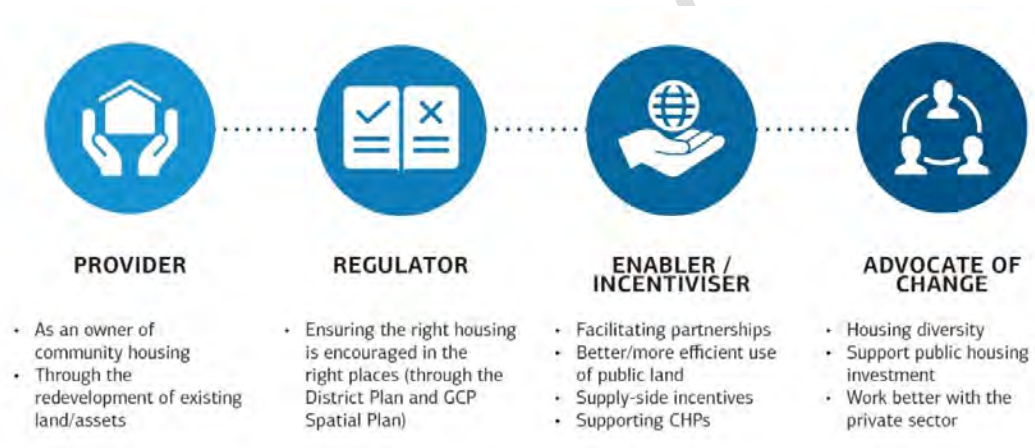 PROVIDER
• As an owner of
community housing
• Through the
redevelopment of existing
land/assets
REGULATOR
• Ensuring the right housing
is encouraged in the
right places (through the
District Plan and GCP
Spatial Plan)
ENABLER /
INCENTIVISER
• Facilitating partnerships
• Better/more efficient use
of public land
• Supply-side incentives
• Supporting CHPs
ADVOCATE OF
CHANGE
• Housing diversity
• Support public housing
investment
• Work better with the
private sector